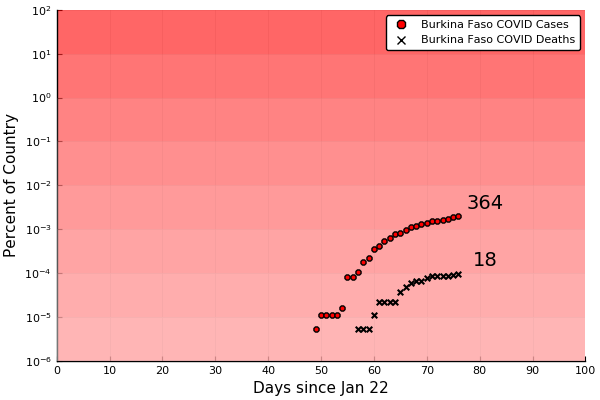 10²
10¹
10⁰
10⁻¹
10⁻²
10⁻³
10⁻⁴
10⁻⁵
10⁻⁶
Percent of Country
Burkina Faso COVID Cases
Burkina Faso COVID Deaths
364
18
0 10 20 30 40 50 60 70 80 90 100
Days since Jan 22